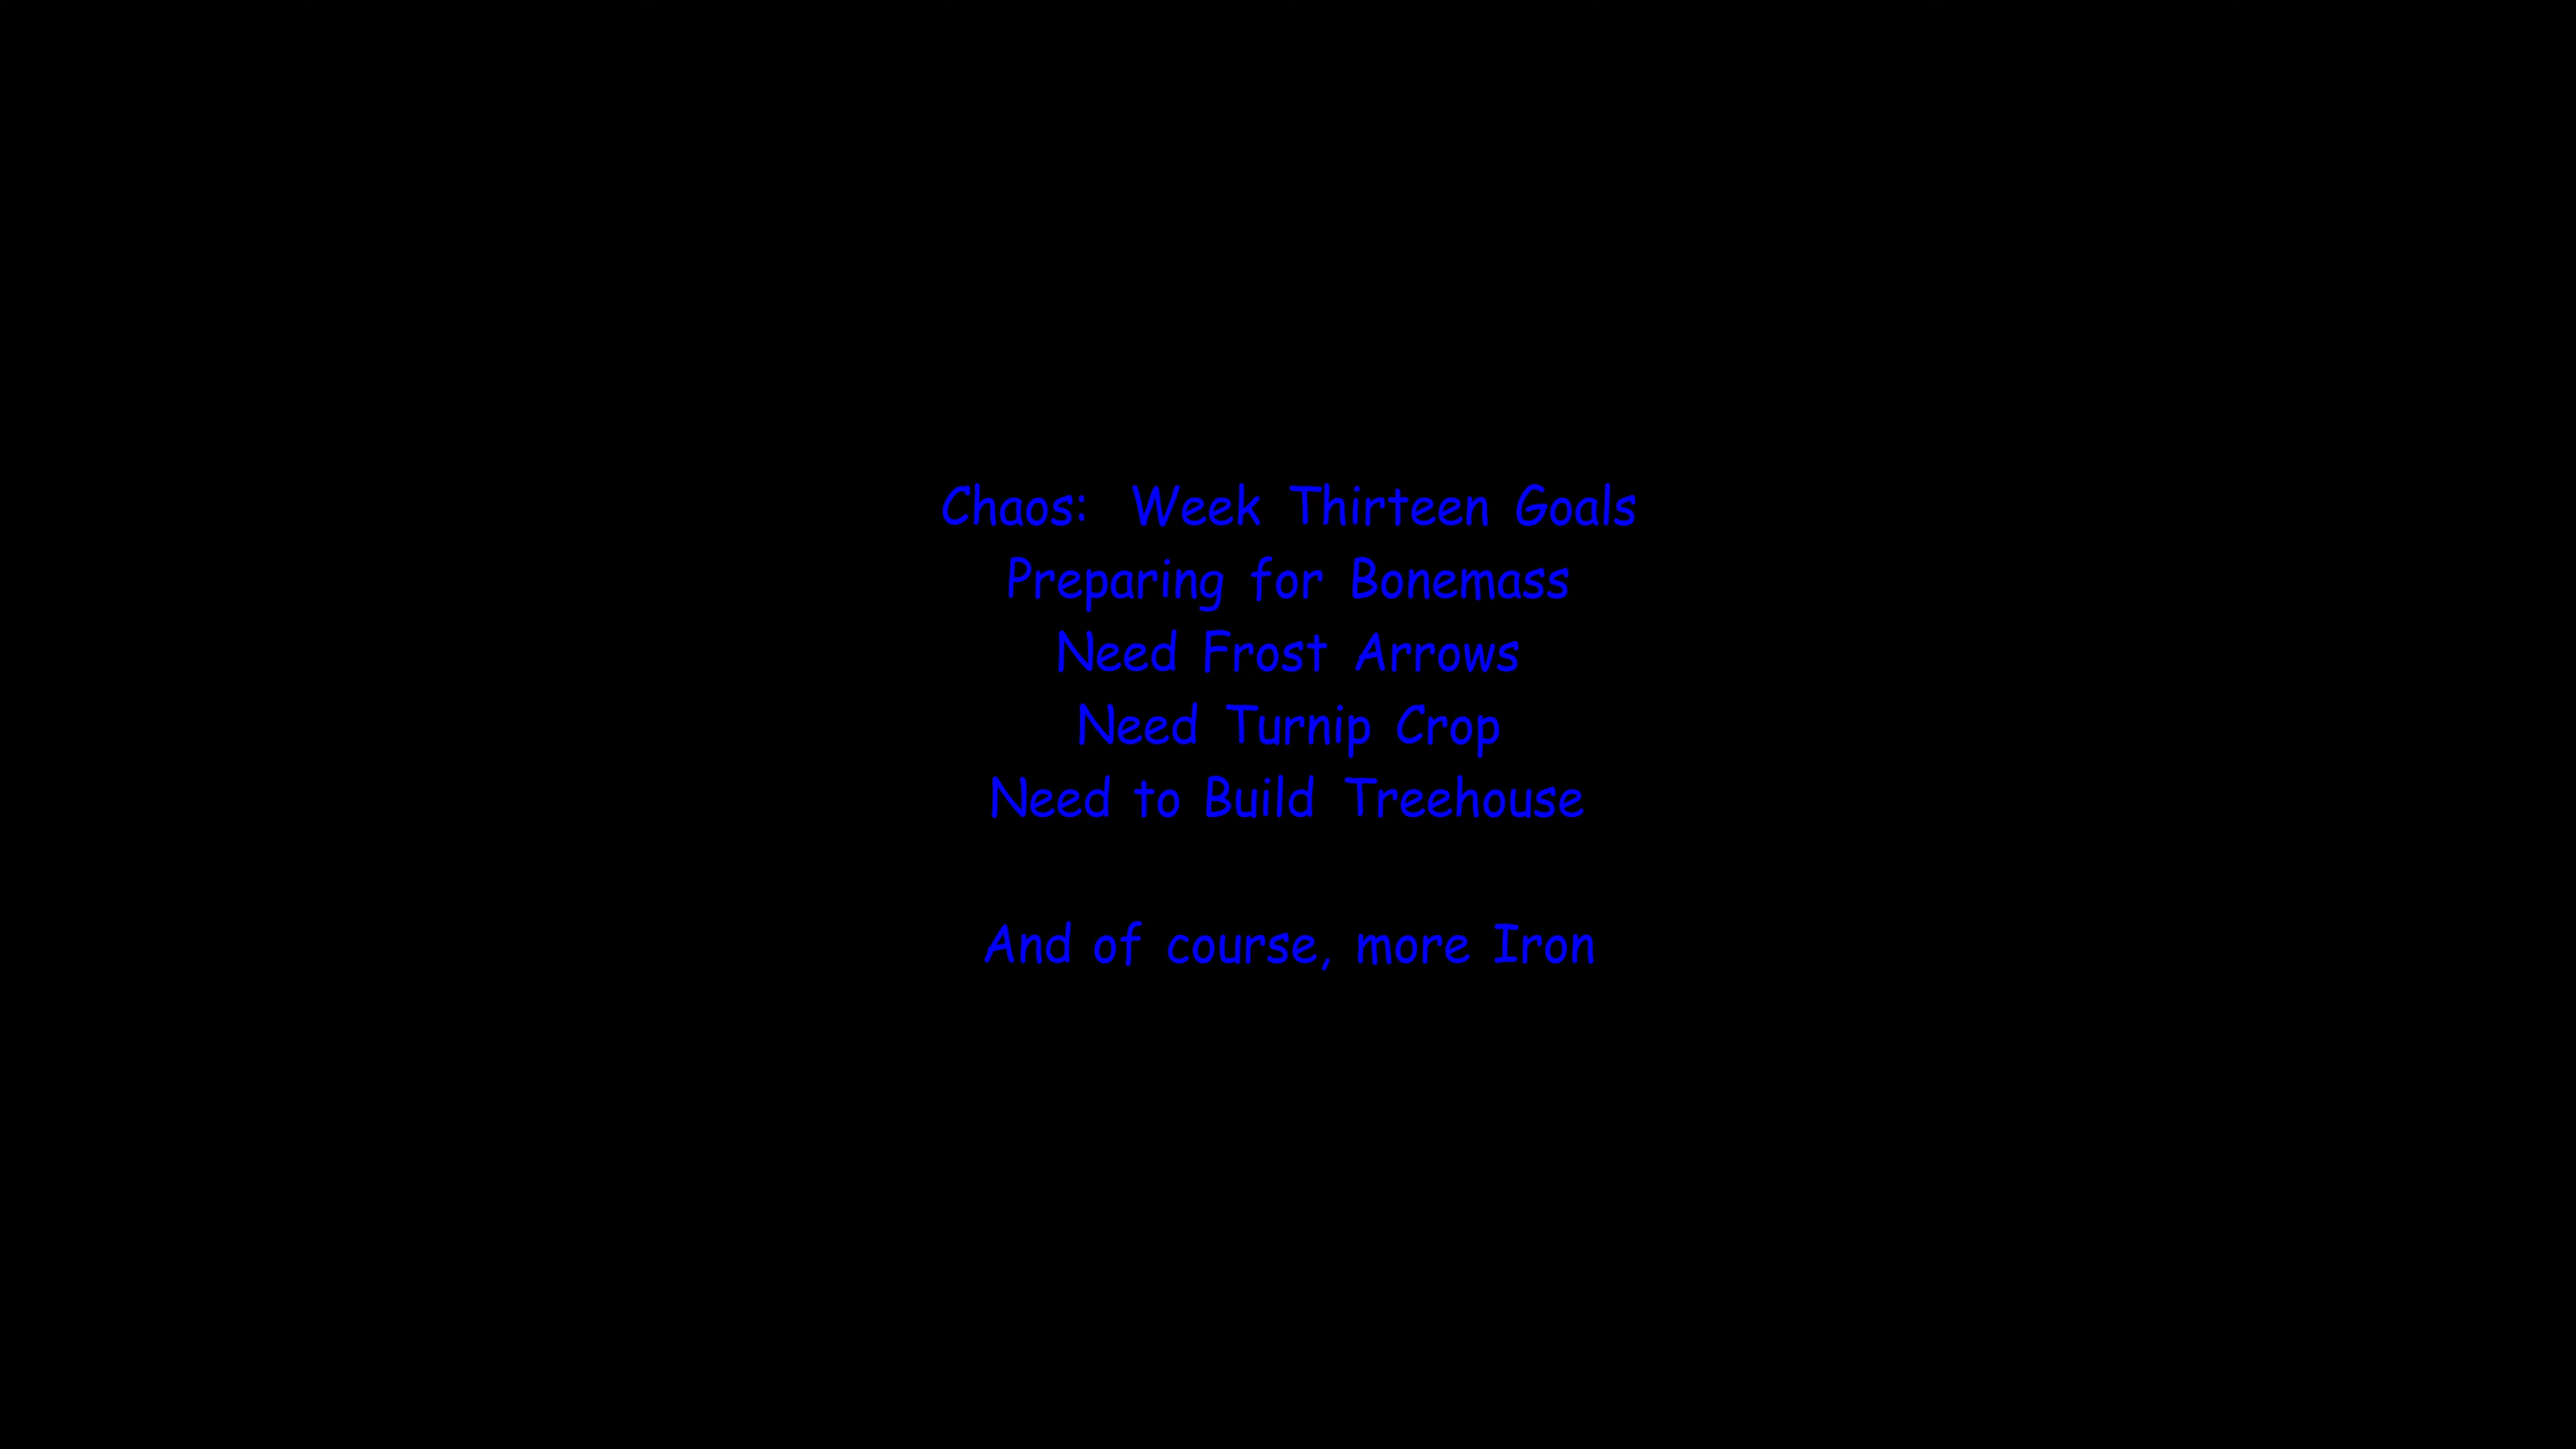 Chaos:  Week Thirteen Goals
Preparing for Bonemass
Need Frost Arrows
Need Turnip Crop
Need to Build Treehouse
And of course, more Iron